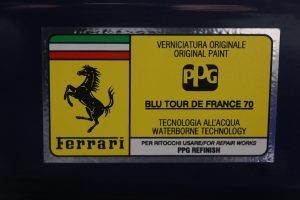 VERNICIATURA ORIGINALE
ORIGINAL PAINT
PPG
BLU TOUR DE FRANCE 70
TECNOLOGIA ALL'ACQUA
WATERBORNE TECHNOLOGY
PER RITOCCHI USARE/FOR REPAIR WORKS
PPG REFINISH
Ferrari